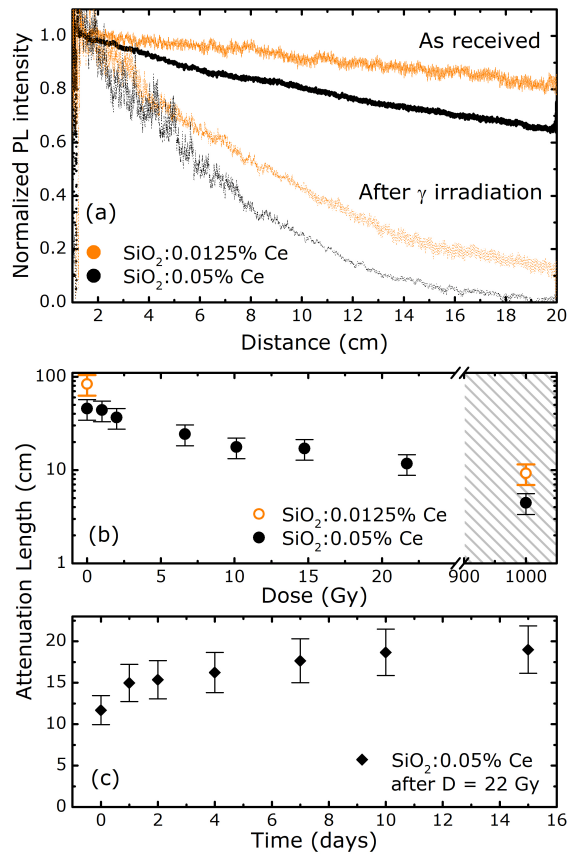 1.0
0.8
0.6
0.4
0.2
0.0
Normalized PL intensity
As received
After γ irradiation
(a)
SiO2:0.0125% Ce
SiO2:0.05% Ce
2 4 6 8 10 12 14 16 18 20
Distance (cm)
100
10
1
Attenuation Length (cm)
(b)
SiO2:0.0125% Ce
SiO2:0.05% Ce
0 5 10 15 20 900 1000
Dose (Gy)
20
15
10
5
0
(c)
SiO2:0.05% Ce
after D = 22 Gy
0 2 4 6 8 10 12 14 16
Time (days)